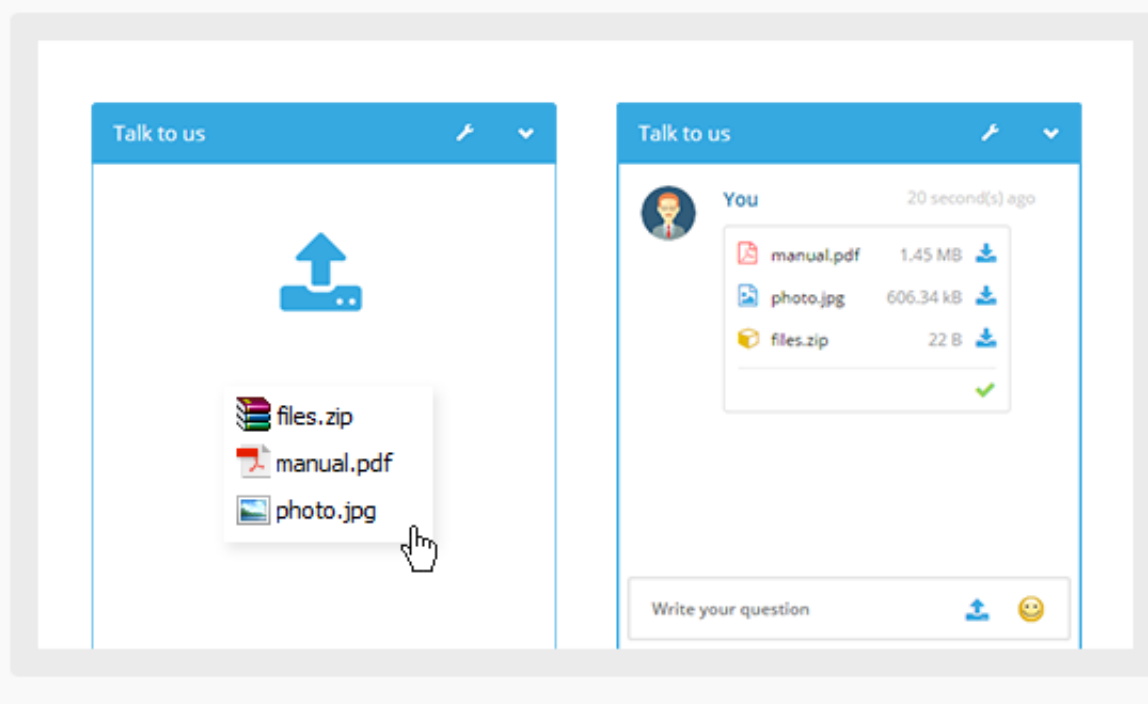 Talk to us
files.zip
manual.pdf
photo.jpg
Talk to us
You 20 second(s) ago
manual.pdf 1.45 MB
photo.jpg 606.34 kB
files.zip 22 B
Write your question